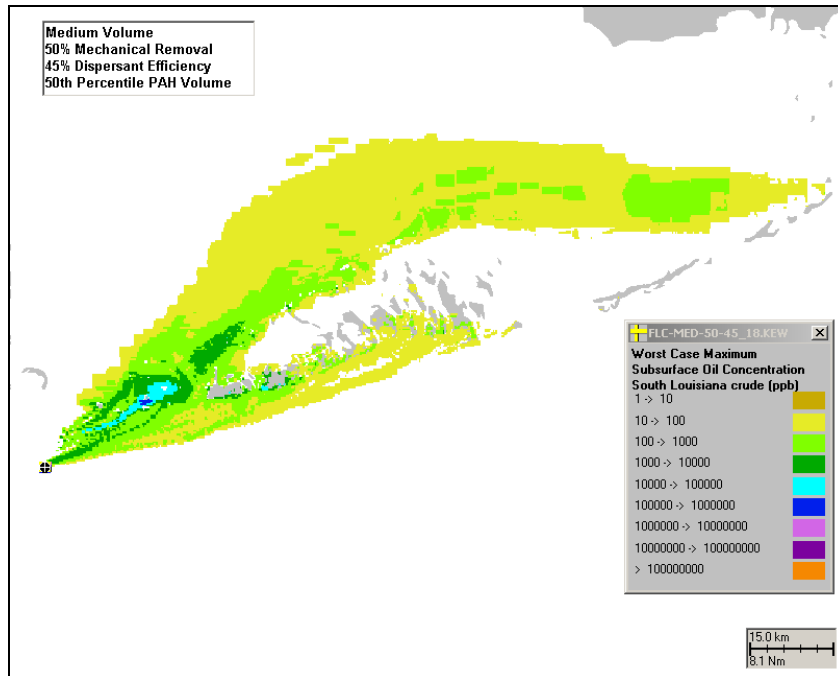 Medium Volume
50% Mechanical Removal
45% Dispersant Efficiency
50th Percentile PAH Volume
FLC-MED-50-45_18.KEW
Worst Case Maximum
Subsurface Oil Concentration
South Louisiana crude (ppb)
1 -> 10
10 -> 100
100 -> 1000
1000 -> 10000
10000 -> 100000
100000 -> 1000000
1000000 -> 10000000
10000000 -> 100000000
> 100000000
15.0 km
8.1 Nm